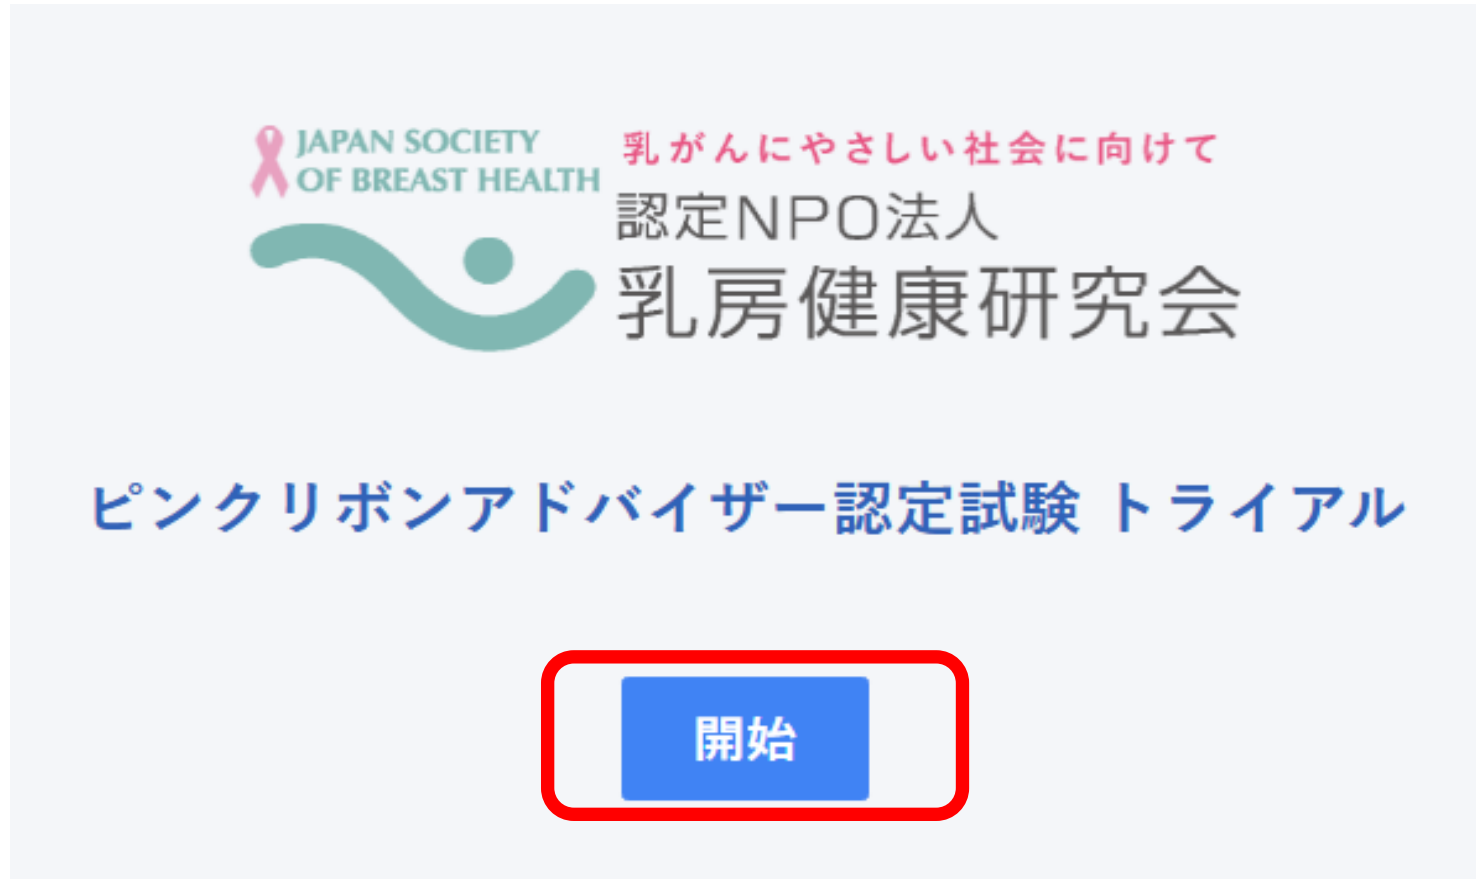 JAPAN SOCIETY
OF BREAST HEALTH
乳がんにやさしい社会に向けて
認定NPO法人
乳房健康研究会
ピンクリボンアドバイザー認定試験 トライアル
開始